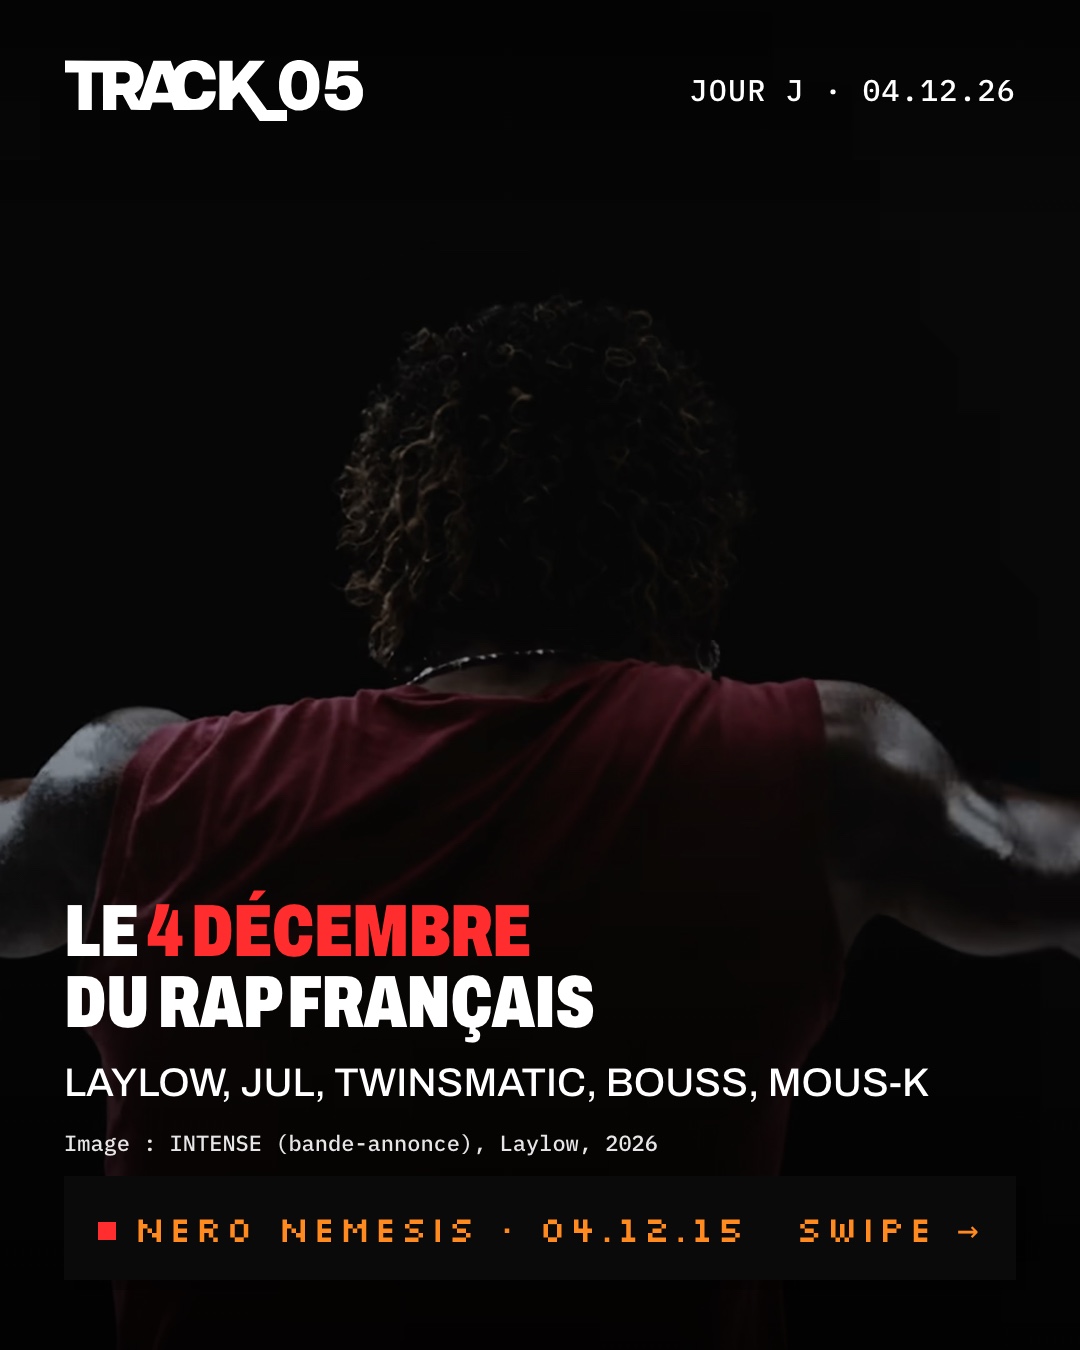 TRACK_05
JOUR J · 04.12.26
LE 4 DÉCEMBRE
DU RAP FRANÇAIS
LAYLOW, JUL, TWINSMATIC, BOUSS, MOUS-K
Image : INTENSE (bande-annonce), Laylow, 2026
NERO NEMESIS · 04.12.15 SWIPE →